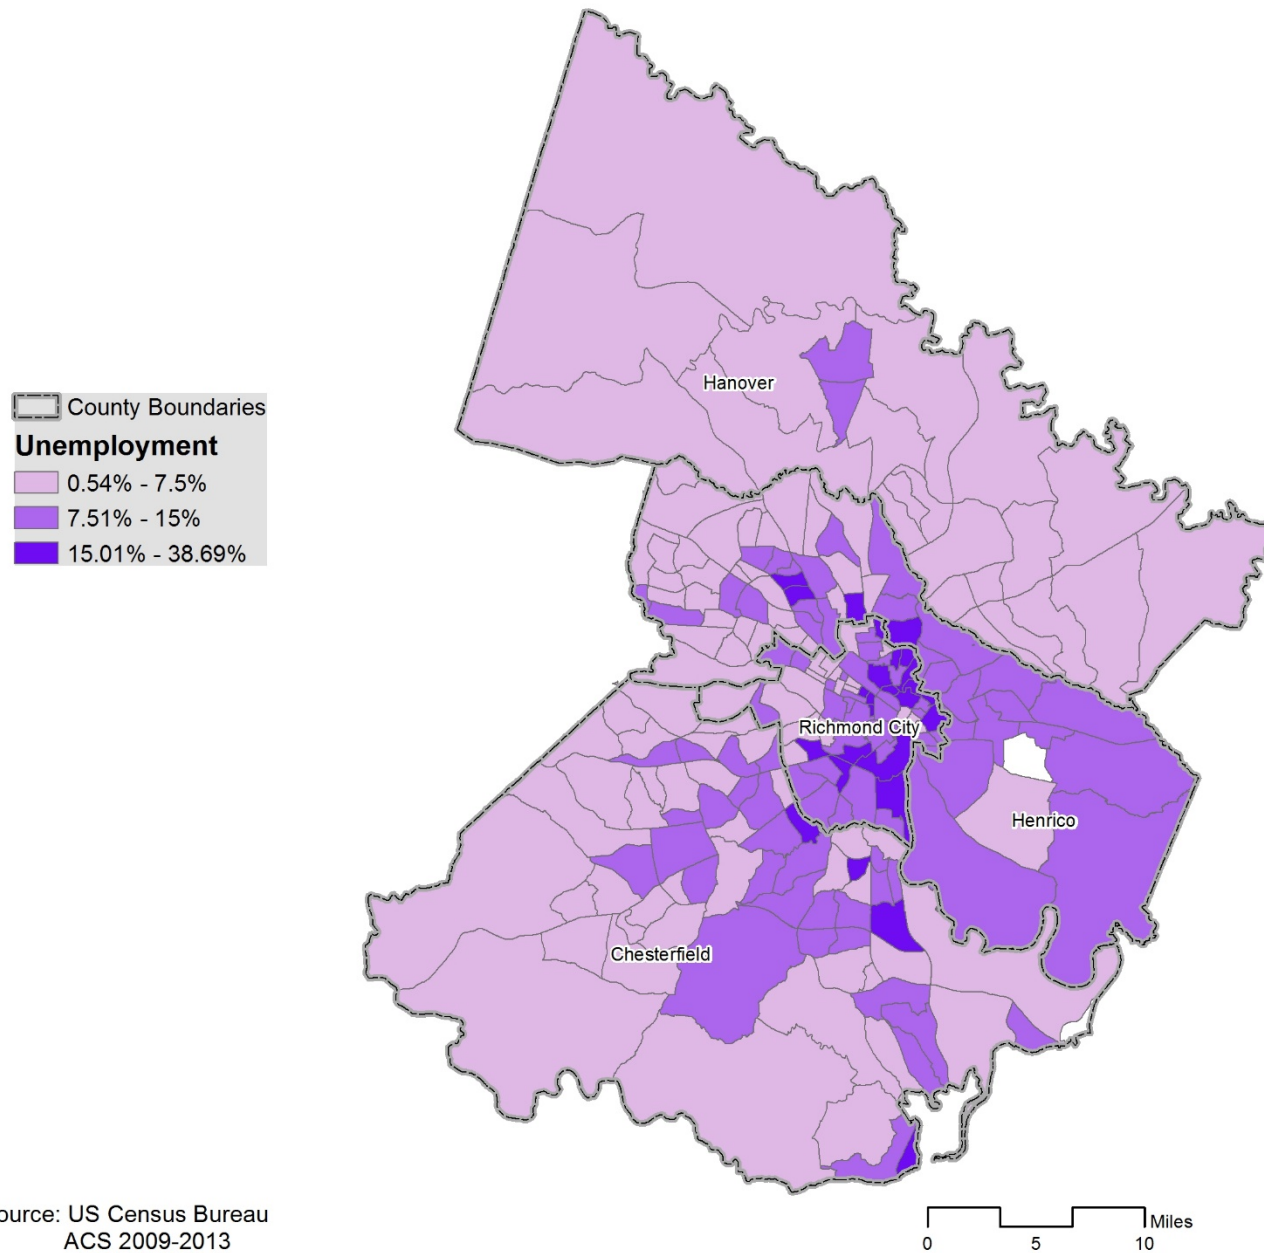 County Boundaries
Unemployment
0.54% - 7.5%
7.51% - 15%
15.01% - 38.69%
Hanover
Richmond City
Henrico
Chesterfield
ource: US Census Bureau
ACS 2009-2013
Miles
0 5 10